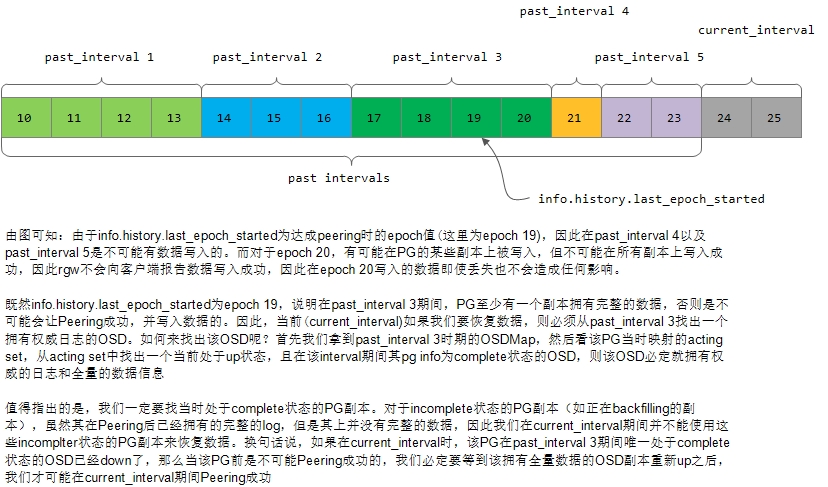 past_interval 4
current_interval
past_interval 1
past_interval 2
past_interval 3
past_interval 5
10 11 12 13 14 15 16 17 18 19 20 21 22 23 24 25
past intervals
info.history.last_epoch_started
由图可知：由于info.history.last_epoch_started为达成peering时的epoch值(这里为epoch 19)，因此在past_interval 4以及
past_interval 5是不可能有数据写入的。而对于epoch 20，有可能在PG的某些副本上被写入，但不可能在所有副本上写入成
功，因此rgw不会向客户端报告数据写入成功，因此在epoch 20写入的数据即使丢失也不会造成任何影响。
既然info.history.last_epoch_started为epoch 19，说明在past_interval 3期间，PG至少有一个副本拥有完整的数据，否则是不
可能会让Peering成功，并写入数据的。因此，当前(current_interval)如果我们要恢复数据，则必须从past_interval 3找出一个
拥有权威日志的OSD。如何来找出该OSD呢？首先我们拿到past_interval 3时期的OSDMap，然后看该PG当时映射的acting
set，从acting set中找出一个当前处于up状态，且在该interval期间其pg info为complete状态的OSD，则该OSD必定就拥有权
威的日志和全量的数据信息
值得指出的是，我们一定要找当时处于complete状态的PG副本。对于incomplete状态的PG副本（如正在backfilling的副
本），虽然其在Peering后已经拥有的完整的log，但是其上并没有完整的数据，因此我们在current_interval期间并不能使用这
些incomplter状态的PG副本来恢复数据。换句话说，如果在current_interval时，该PG在past_interval 3期间唯一处于complete
状态的OSD已经down了，那么当该PG前是不可能Peering成功的，我们必定要等到该拥有全量数据的OSD副本重新up之后，
我们才可能在current_interval期间Peering成功